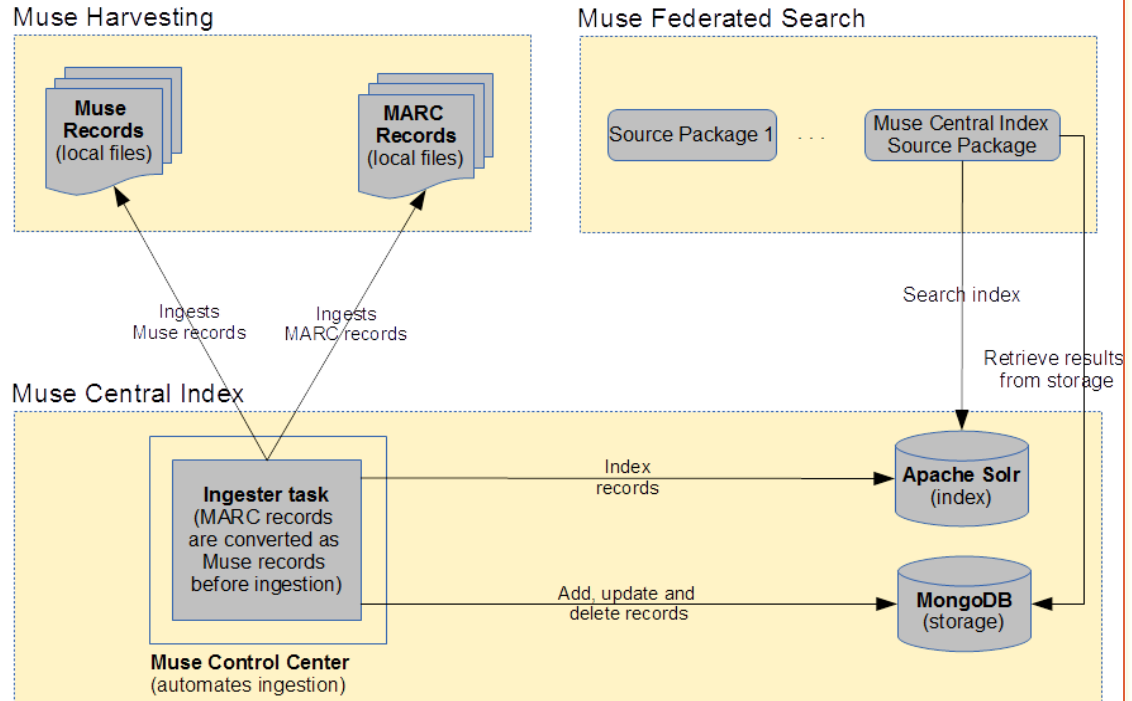 Muse Harvesting
Muse
Records
(local files)
MARC
Records
(local files)
Muse Federated Search
Source Package 1
. . .
Muse Central Index
Source Package
Ingests
Muse records
Ingests
MARC records
Search index
Retrieve results
from storage
Muse Central Index
Ingester task
(MARC records
are converted as
Muse records
before ingestion)
Muse Control Center
(automates ingestion)
Index
records
Add, update and
delete records
Apache Solr
(index)
MongoDB
(storage)